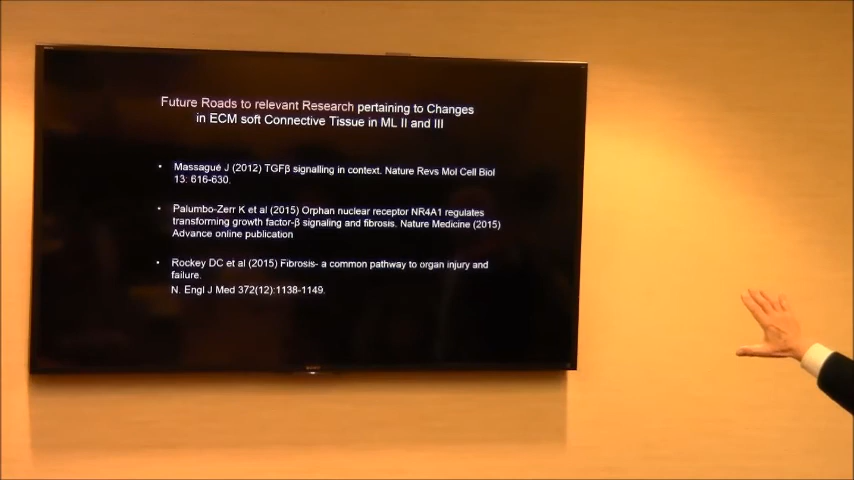 Future Roads to relevant Research pertaining to Changes
in ECM soft Connective Tissue in ML II and III
• Massagué J (2012) TGFβ signalling in context. Nature Revs Mol Cell Biol
13: 616-630.
• Palumbo-Zerr K et al (2015) Orphan nuclear receptor NR4A1 regulates
transforming growth factor-β signaling and fibrosis. Nature Medicine (2015)
Advance online publication
• Rockey DC et al (2015) Fibrosis- a common pathway to organ injury and
failure.
N. Engl J Med 372(12):1138-1149.
SONY